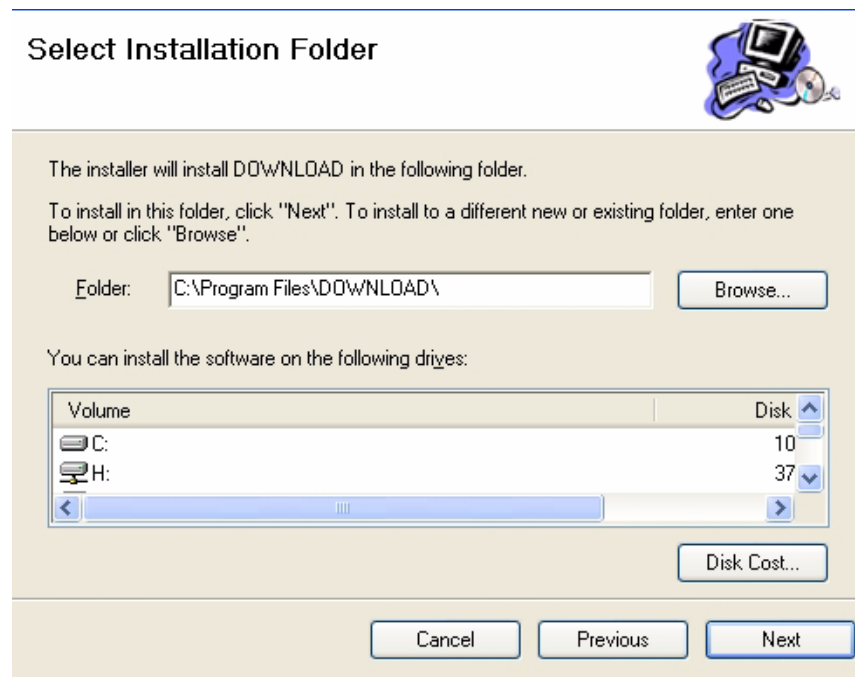 Select Installation Folder
The installer will install DOWNLOAD in the following folder.
To install in this folder, click "Next". To install to a different new or existing folder, enter one
below or click "Browse".
Folder: C:\Program Files\DOWNLOAD\ Browse...
You can install the software on the following drives:
Volume Disk
C: 10
H: 37
Disk Cost...
Cancel Previous Next